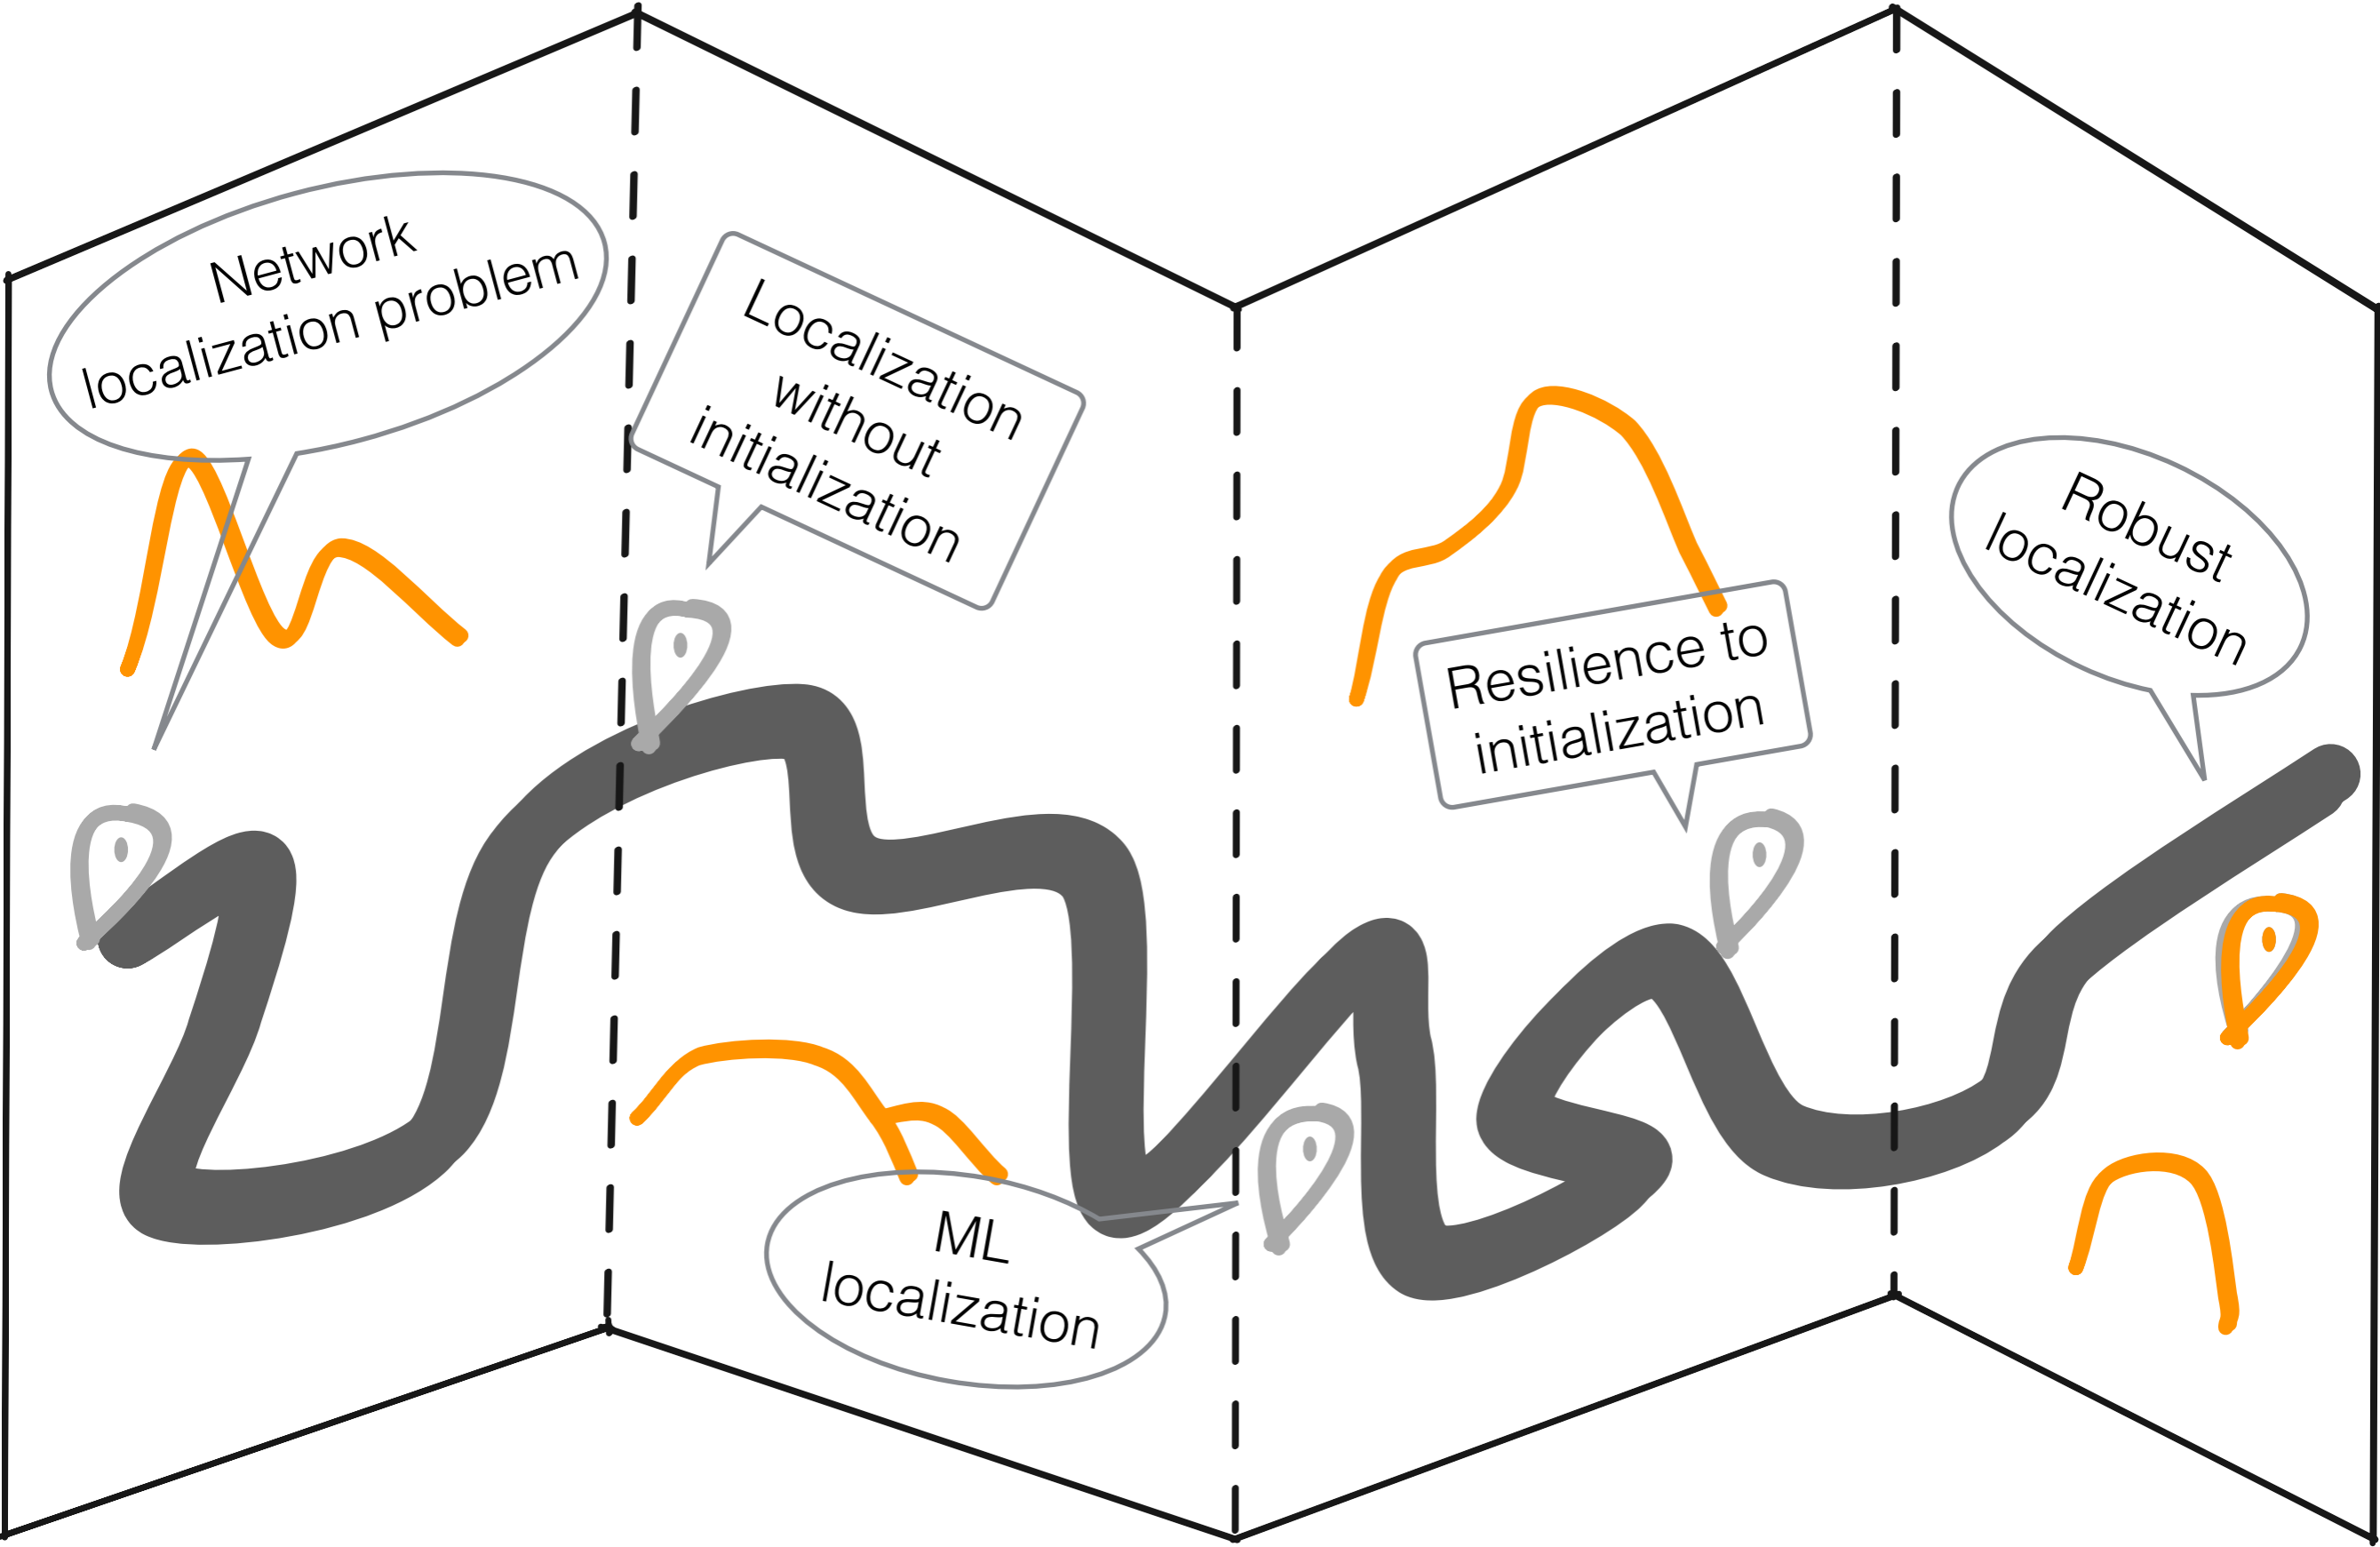 Network
localization problem
Localization
without
initialization
ML
localization
Resilience to
initialization
Robust
localization